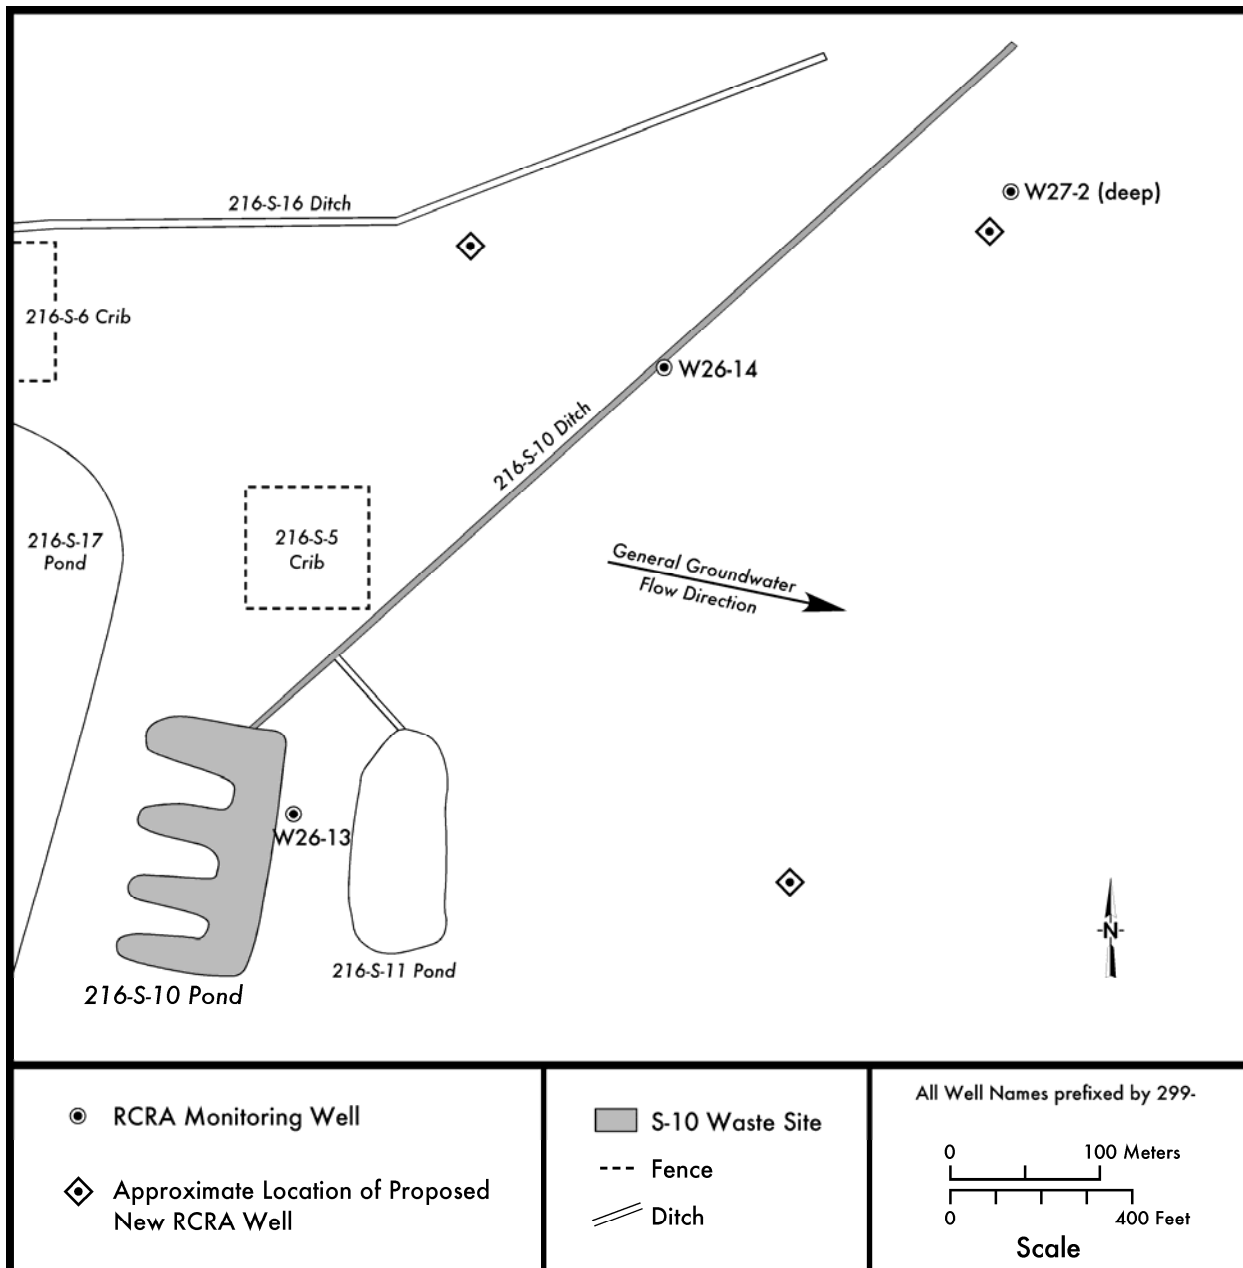 216-S-16 Ditch
W27-2 (deep)
216-S-6 Crib
W26-14
216-S-10 Ditch
216-S-17
Pond
216-S-5
Crib
General Groundwater
Flow Direction
W26-13
216-S-11 Pond
216-S-10 Pond
-N-
RCRA Monitoring Well
Approximate Location of Proposed
New RCRA Well
S-10 Waste Site
Fence
Ditch
All Well Names prefixed by 299-
0 100 Meters
0 400 Feet
Scale